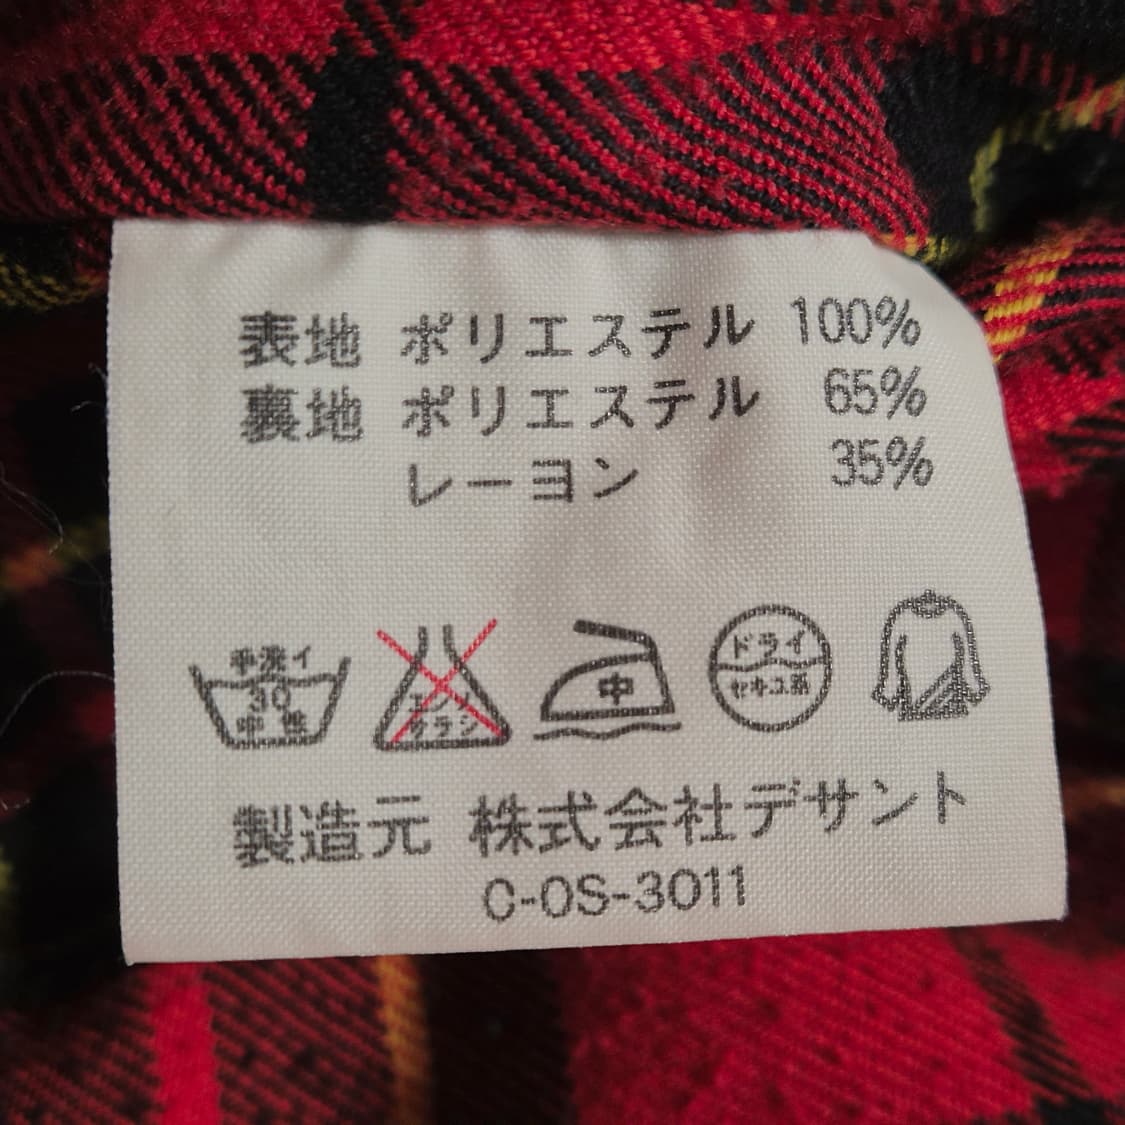 表地 ポリエステル 100%
裏地 ポリエステル 65%
レーヨン 35%
手洗イ
30
中性
エンソ
サラシ
中
ドライ
セキユ系
製造元 株式会社デサント
C-OS-3011